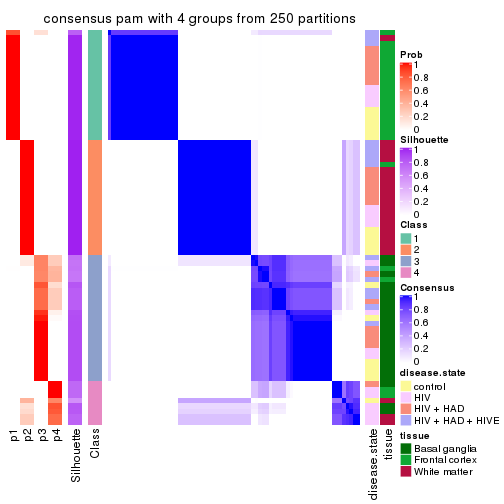 consensus pam with 4 groups from 250 partitions
Prob
1
0.8
0.6
0.4
0.2
0
Silhouette
1
0.8
0.6
0.4
0.2
0
Class
1
2
3
4
Consensus
1
0.8
0.6
0.4
0.2
0
disease.state
control
HIV
HIV + HAD
HIV + HAD + HIVE
tissue
Basal ganglia
Frontal cortex
White matter
p1
p2
p3
p4
Silhouette
Class
disease.state
tissue